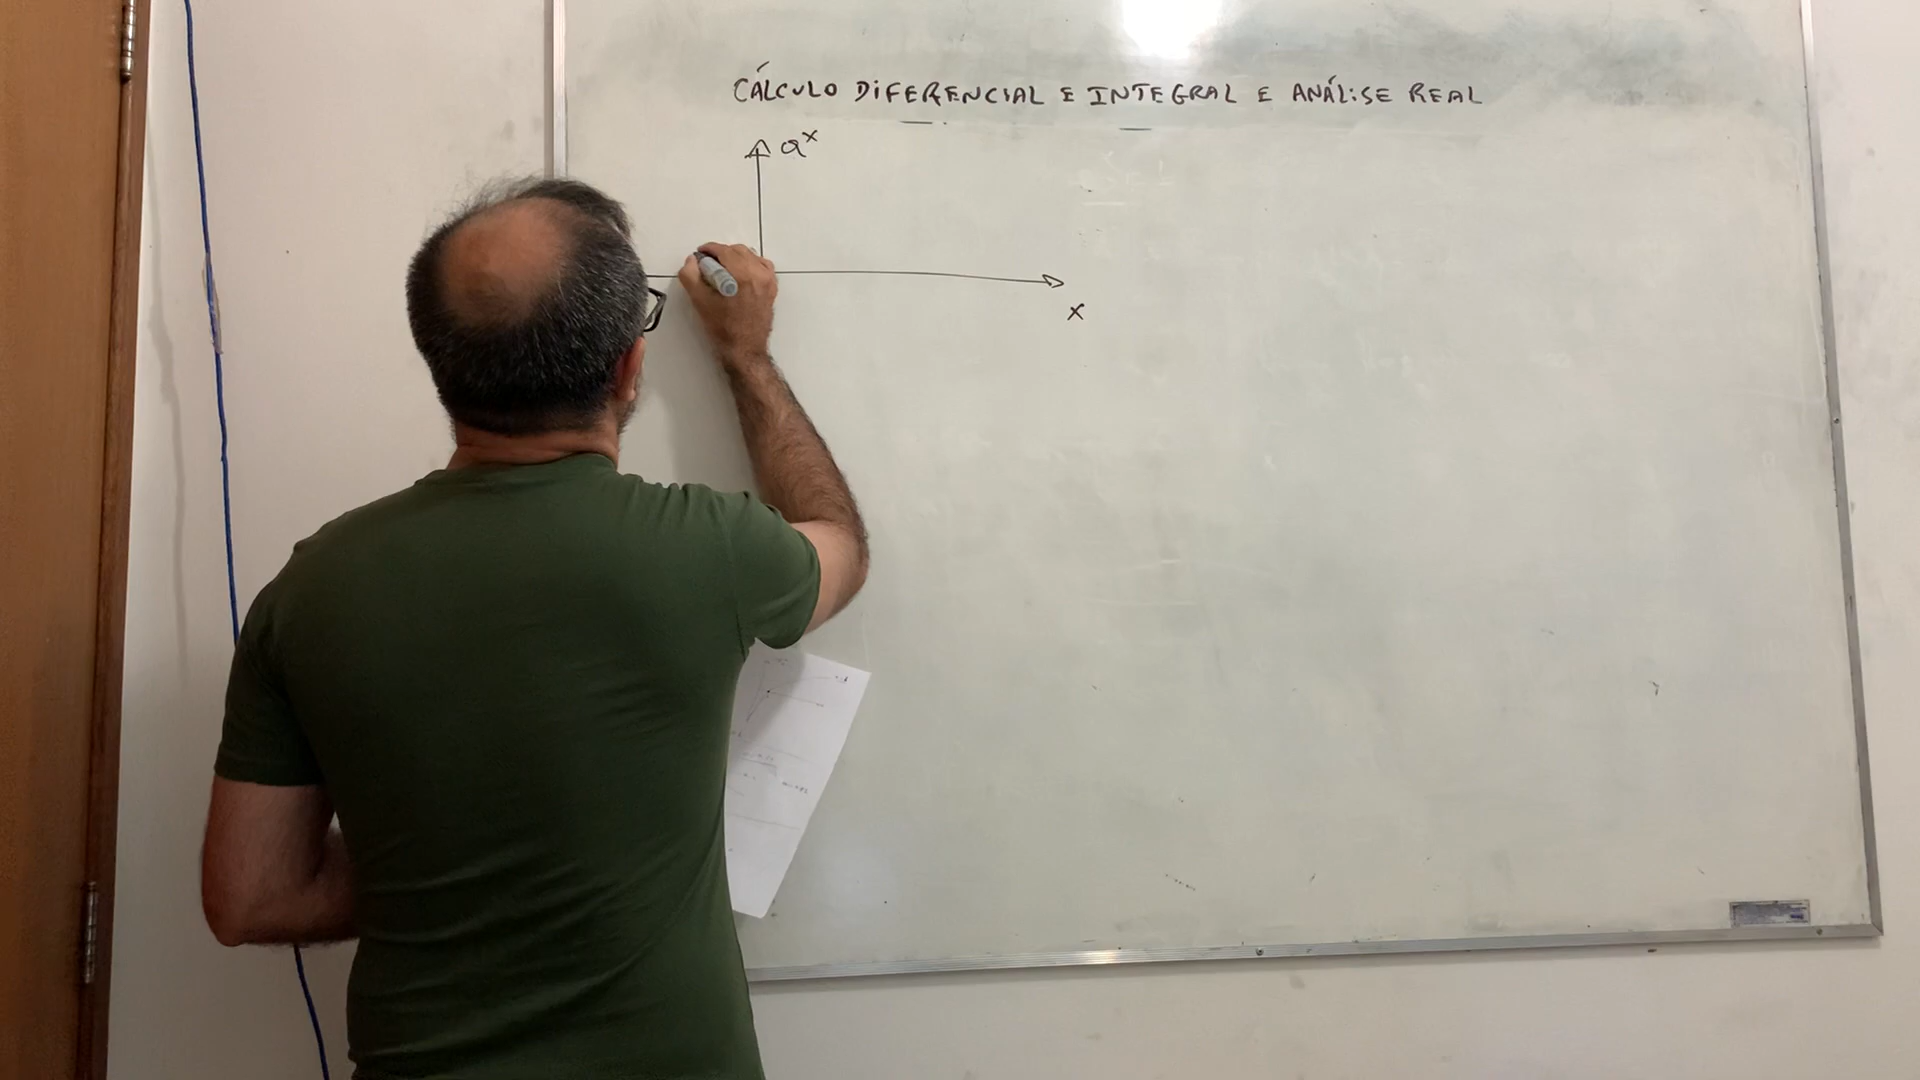 CÁLCULO DIFERENCIAL E INTEGRAL E ANÁLISE REAL
a^x
x